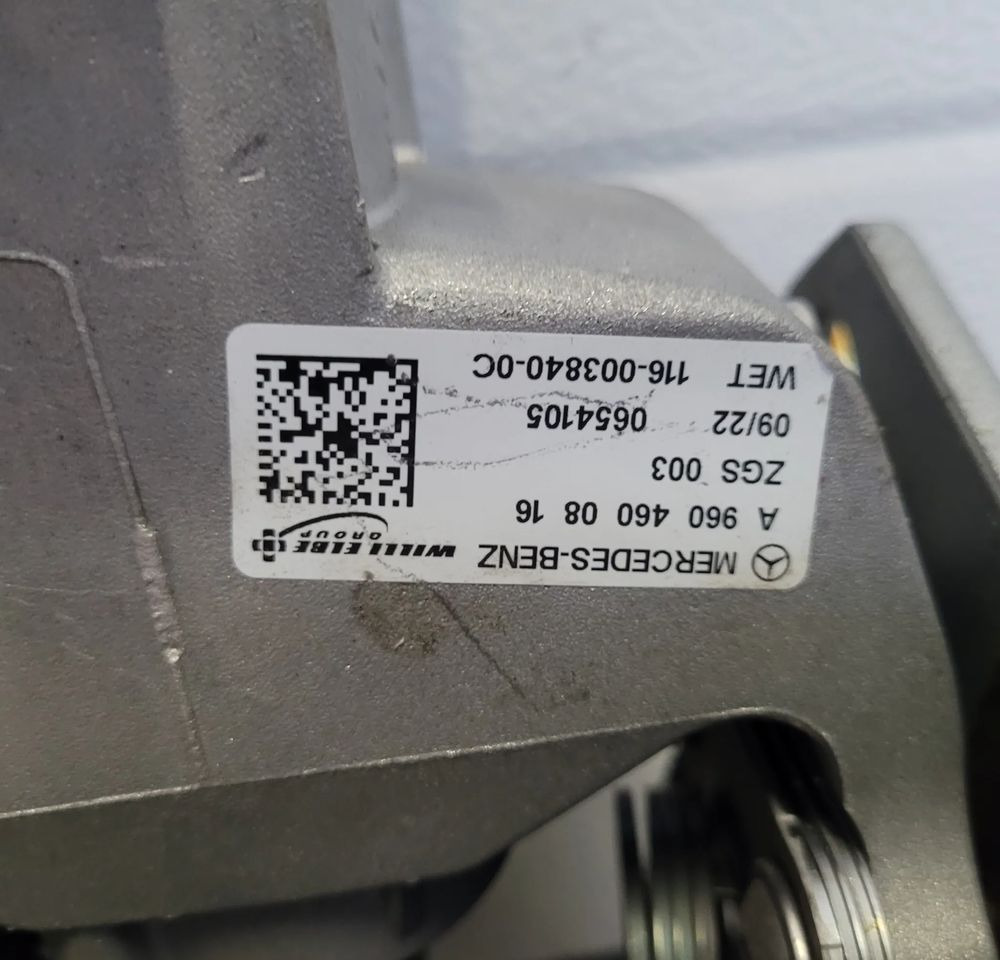 MERCEDES-BENZ WILLI ELBE GROUP
A 960 460 08 16
ZGS 003
09/22 0654105
WET 116-003840-0C